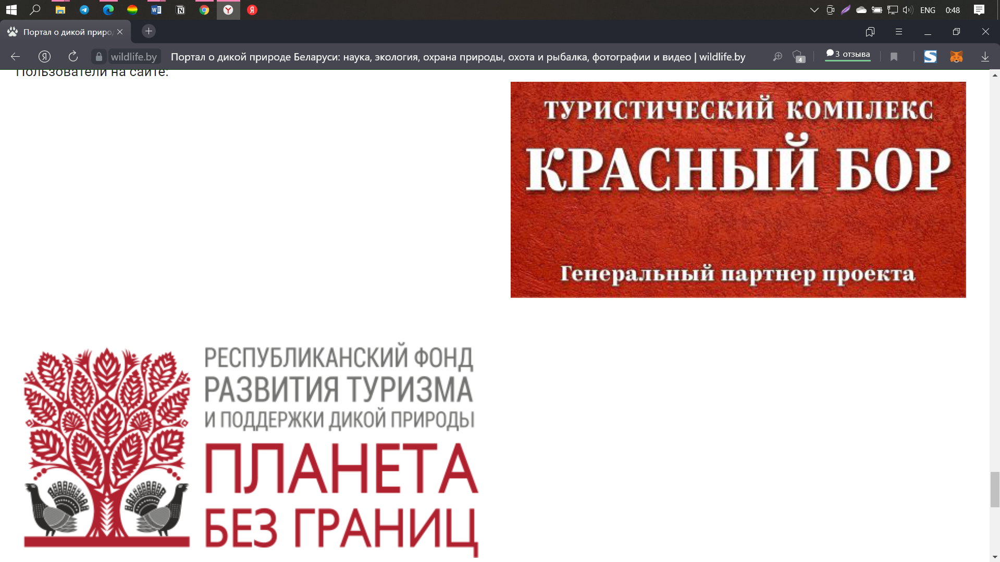 ENG
0:48
Портал о дикой приро
wildlife.by
Портал о дикой природе Беларуси: наука, экология, охрана природы, охота и рыбалка, фотографии и видео | wildlife.by
4
3 отзыва
Пользователи на сайте:
ТУРИСТИЧЕСКИЙ КОМПЛЕКС
КРАСНЫЙ БОР
Генеральный партнер проекта
РЕСПУБЛИКАНСКИЙ ФОНД
РАЗВИТИЯ ТУРИЗМА
И ПОДДЕРЖКИ ДИКОЙ ПРИРОДЫ
ПЛАНЕТА
БЕЗ ГРАНИЦ